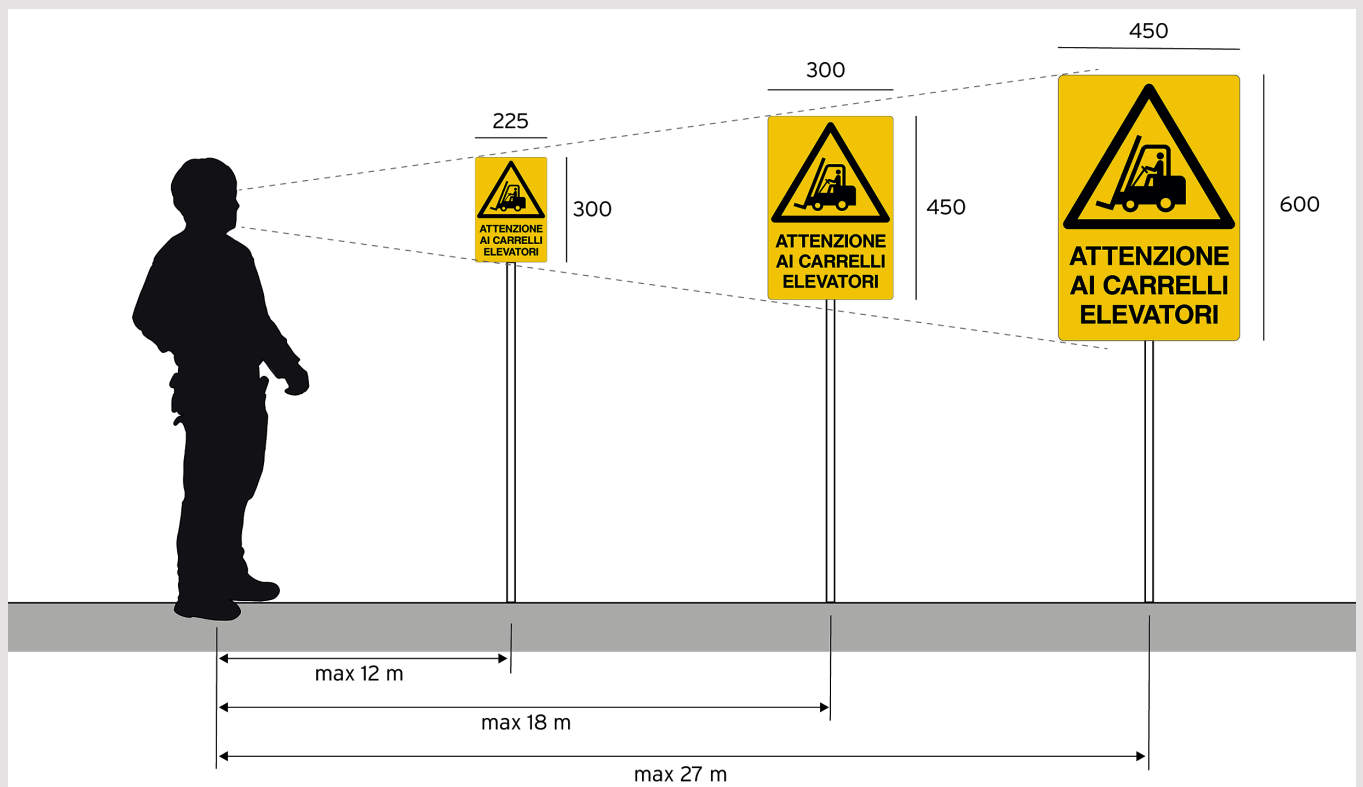 225
300
ATTENZIONE
AI CARRELLI
ELEVATORI
300
450
ATTENZIONE
AI CARRELLI
ELEVATORI
450
600
ATTENZIONE
AI CARRELLI
ELEVATORI
max 12 m
max 18 m
max 27 m